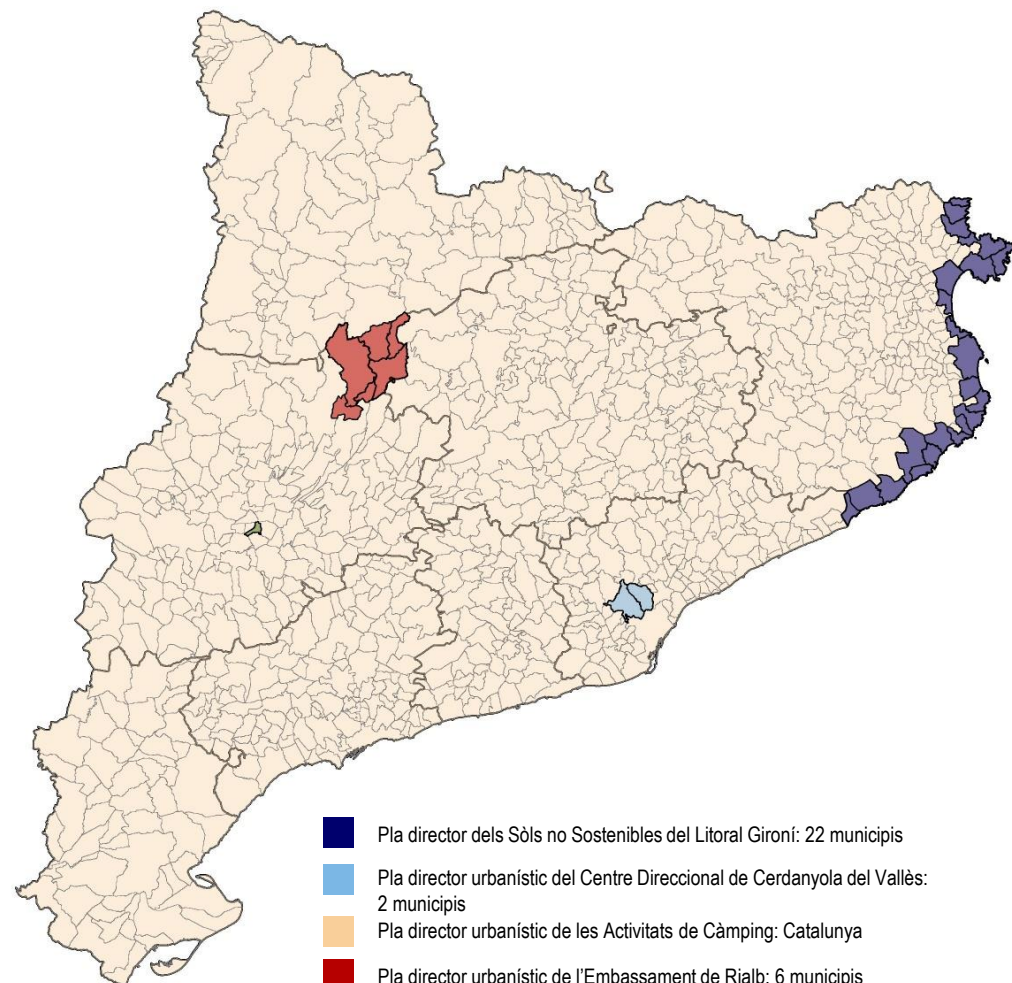 Pla director dels Sòls no Sostenibles del Litoral Gironí: 22 municipis
Pla director urbanístic del Centre Direccional de Cerdanyola del Vallès:
2 municipis
Pla director urbanístic de les Activitats de Càmping: Catalunya
Pla director urbanístic de l'Embassament de Rialb: 6 municipis